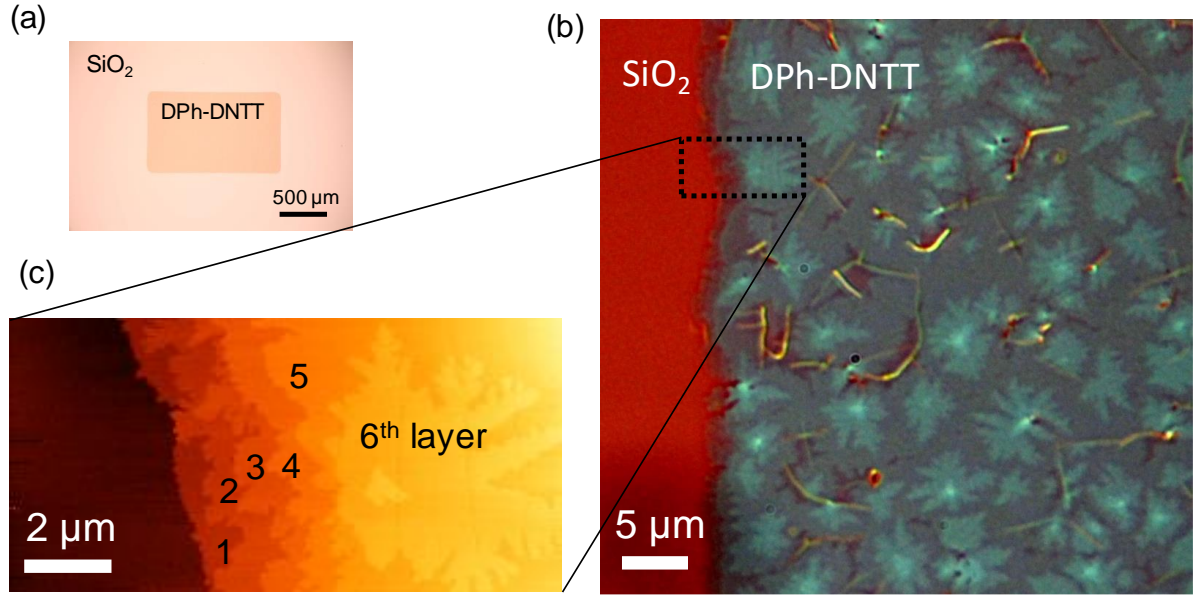 (a)
SiO₂
DPh-DNTT
500 µm
(b)
SiO₂
DPh-DNTT
5 µm
(c)
5
6th layer
3 4
2
1
2 µm